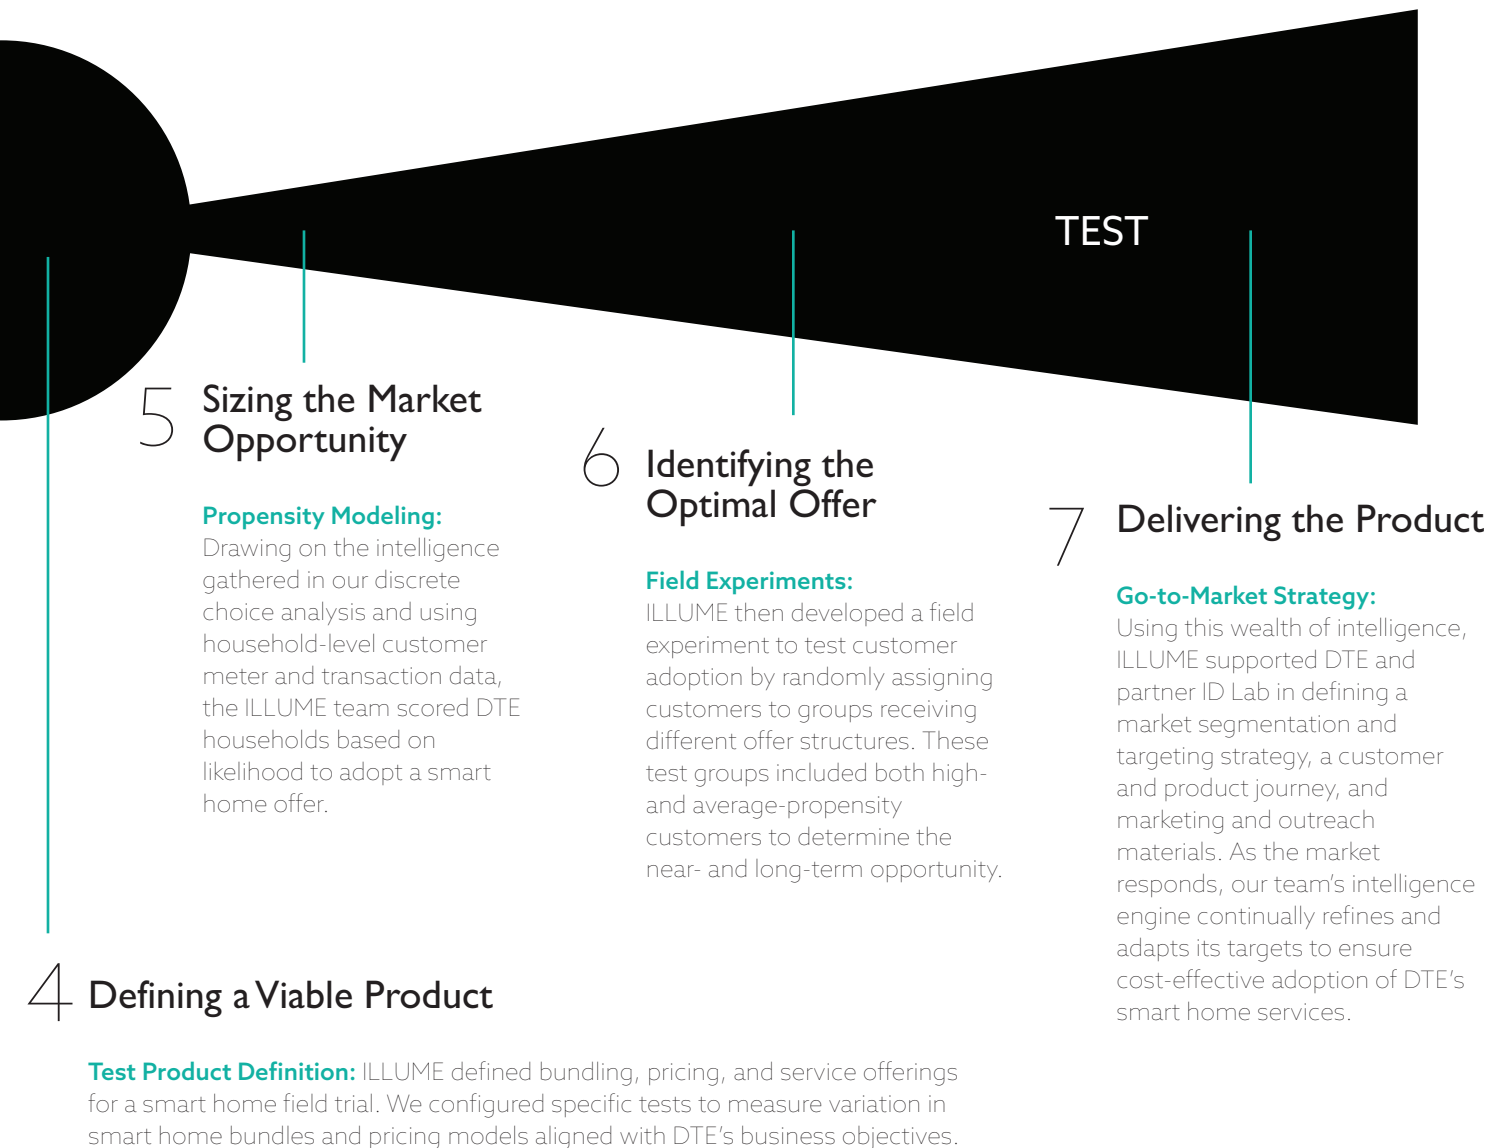 TEST
5 Sizing the Market
Opportunity
Propensity Modeling:
Drawing on the intelligence
gathered in our discrete
choice analysis and using
household-level customer
meter and transaction data,
the ILLUME team scored DTE
households based on
likelihood to adopt a smart
home offer.
6 Identifying the
Optimal Offer
Field Experiments:
ILLUME then developed a field
experiment to test customer
adoption by randomly assigning
customers to groups receiving
different offer structures. These
test groups included both high-
and average-propensity
customers to determine the
near- and long-term opportunity.
7 Delivering the Product
Go-to-Market Strategy:
Using this wealth of intelligence,
ILLUME supported DTE and
partner ID Lab in defining a
market segmentation and
targeting strategy, a customer
and product journey, and
marketing and outreach
materials. As the market
responds, our team's intelligence
engine continually refines and
adapts its targets to ensure
cost-effective adoption of DTE's
smart home services.
4 Defining a Viable Product
Test Product Definition: ILLUME defined bundling, pricing, and service offerings
for a smart home field trial. We configured specific tests to measure variation in
smart home bundles and pricing models aligned with DTE's business objectives.